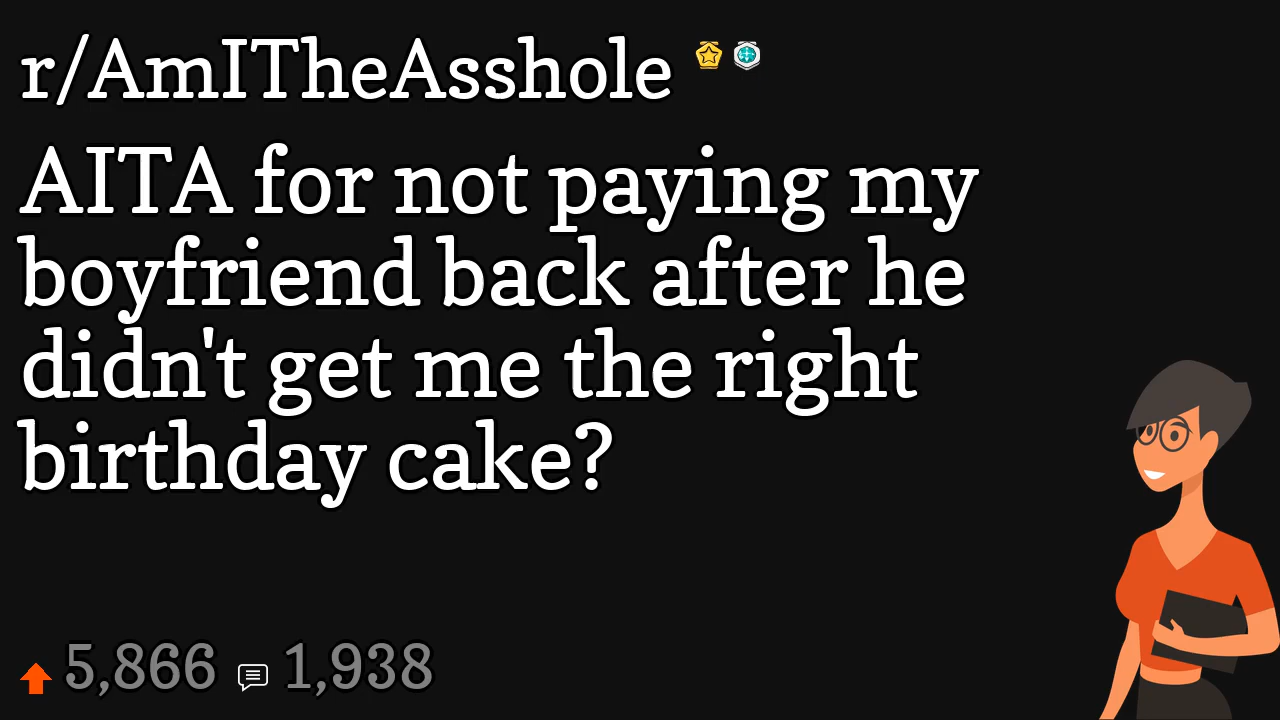 r/AmITheAsshole
AITA for not paying my
boyfriend back after he
didn't get me the right
birthday cake?
5,866 1,938